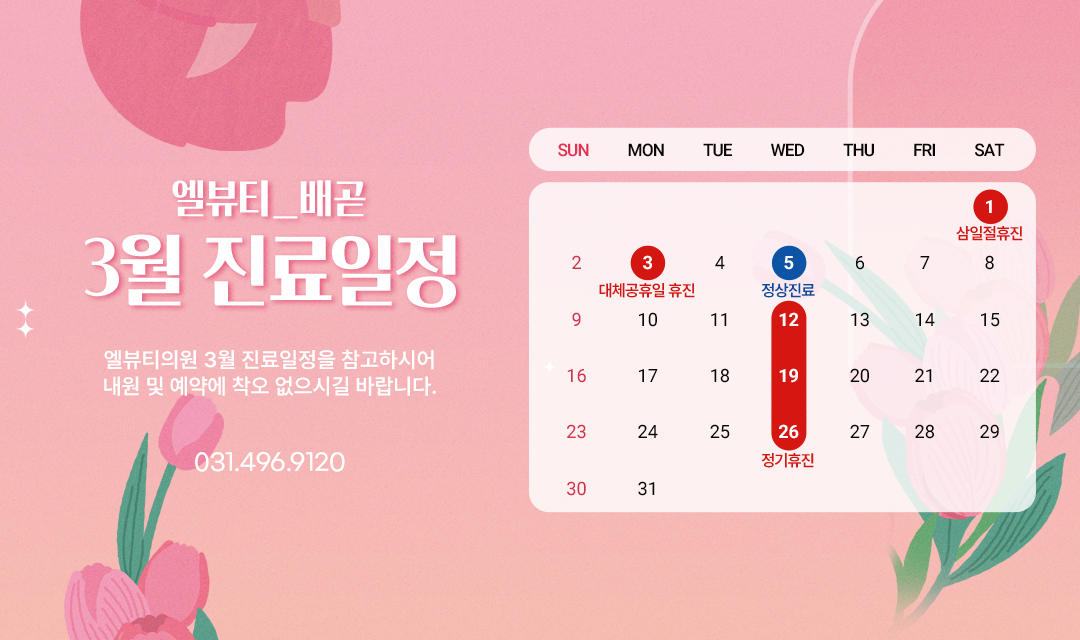 엘뷰티_배곧
3월 진료일정
엘뷰티의원 3월 진료일정을 참고하시어
내원 및 예약에 착오 없으시길 바랍니다.
031.496.9120
SUN MON TUE WED THU FRI SAT
1
삼일절휴진
2 3 4 5 6 7 8
대체공휴일 휴진 정상진료
9 10 11 12 13 14 15
16 17 18 19 20 21 22
23 24 25 26 27 28 29
정기휴진
30 31